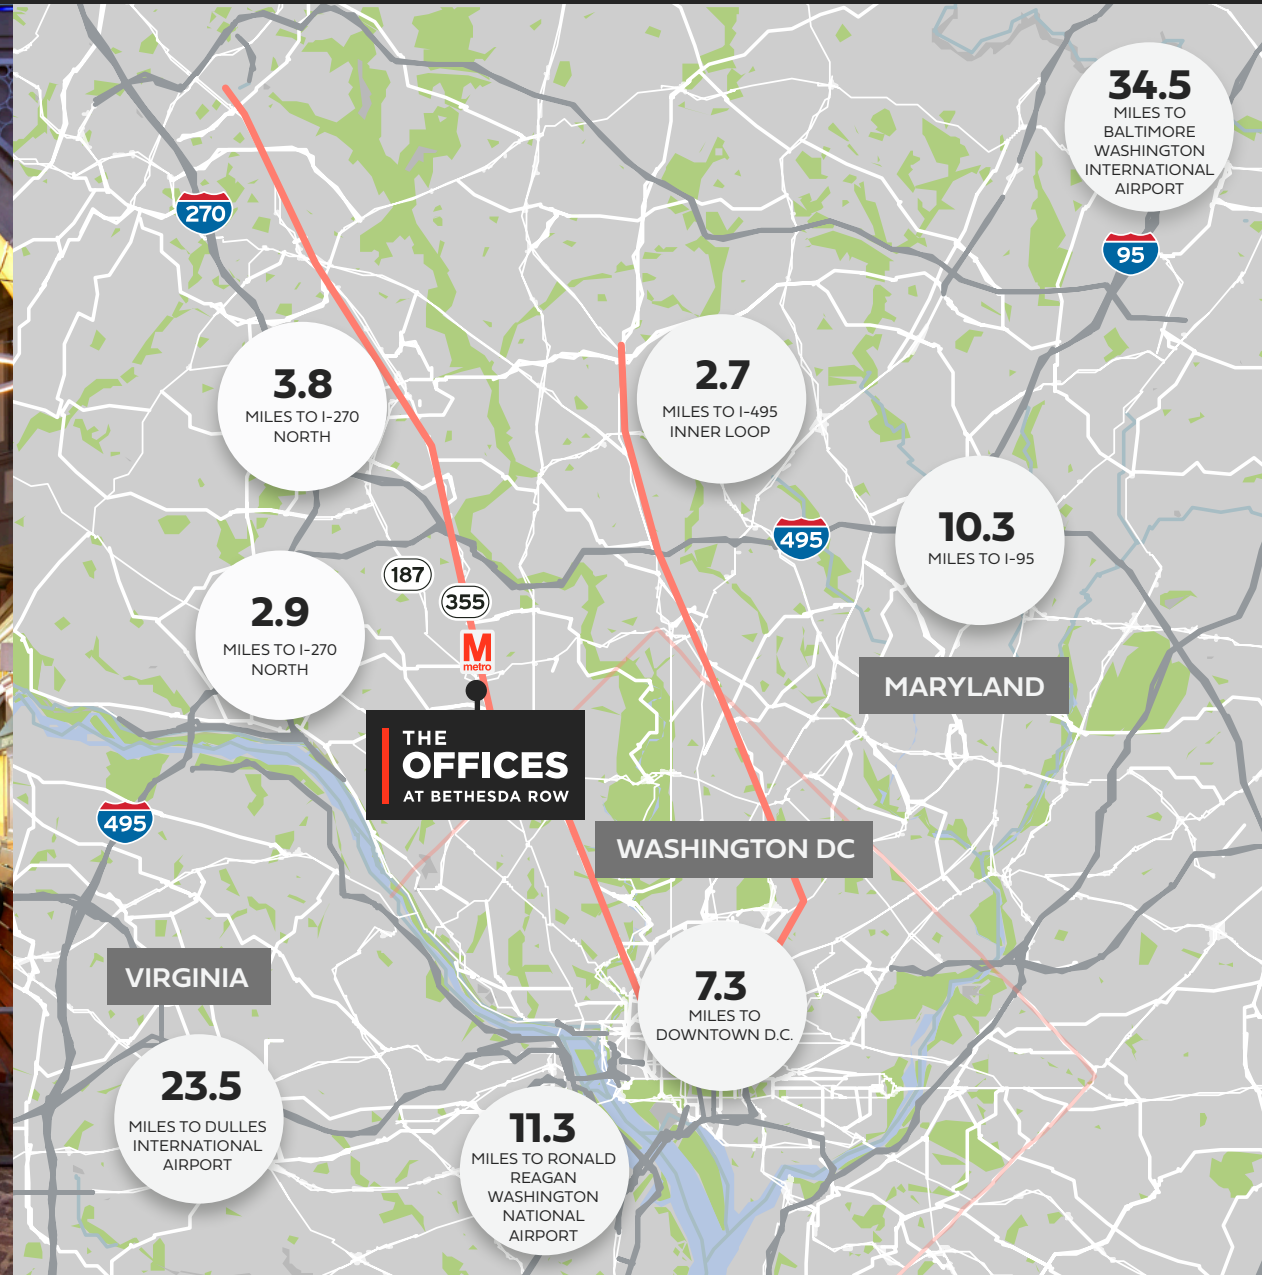 34.5
MILES TO
BALTIMORE
WASHINGTON
INTERNATIONAL
AIRPORT
270
95
3.8
MILES TO I-270
NORTH
2.7
MILES TO I-495
INNER LOOP
10.3
MILES TO I-95
495
187
355
2.9
MILES TO I-270
NORTH
M
metro
MARYLAND
THE
OFFICES
AT BETHESDA ROW
495
WASHINGTON DC
VIRGINIA
7.3
MILES TO
DOWNTOWN D.C.
23.5
MILES TO DULLES
INTERNATIONAL
AIRPORT
11.3
MILES TO RONALD
REAGAN
WASHINGTON
NATIONAL
AIRPORT